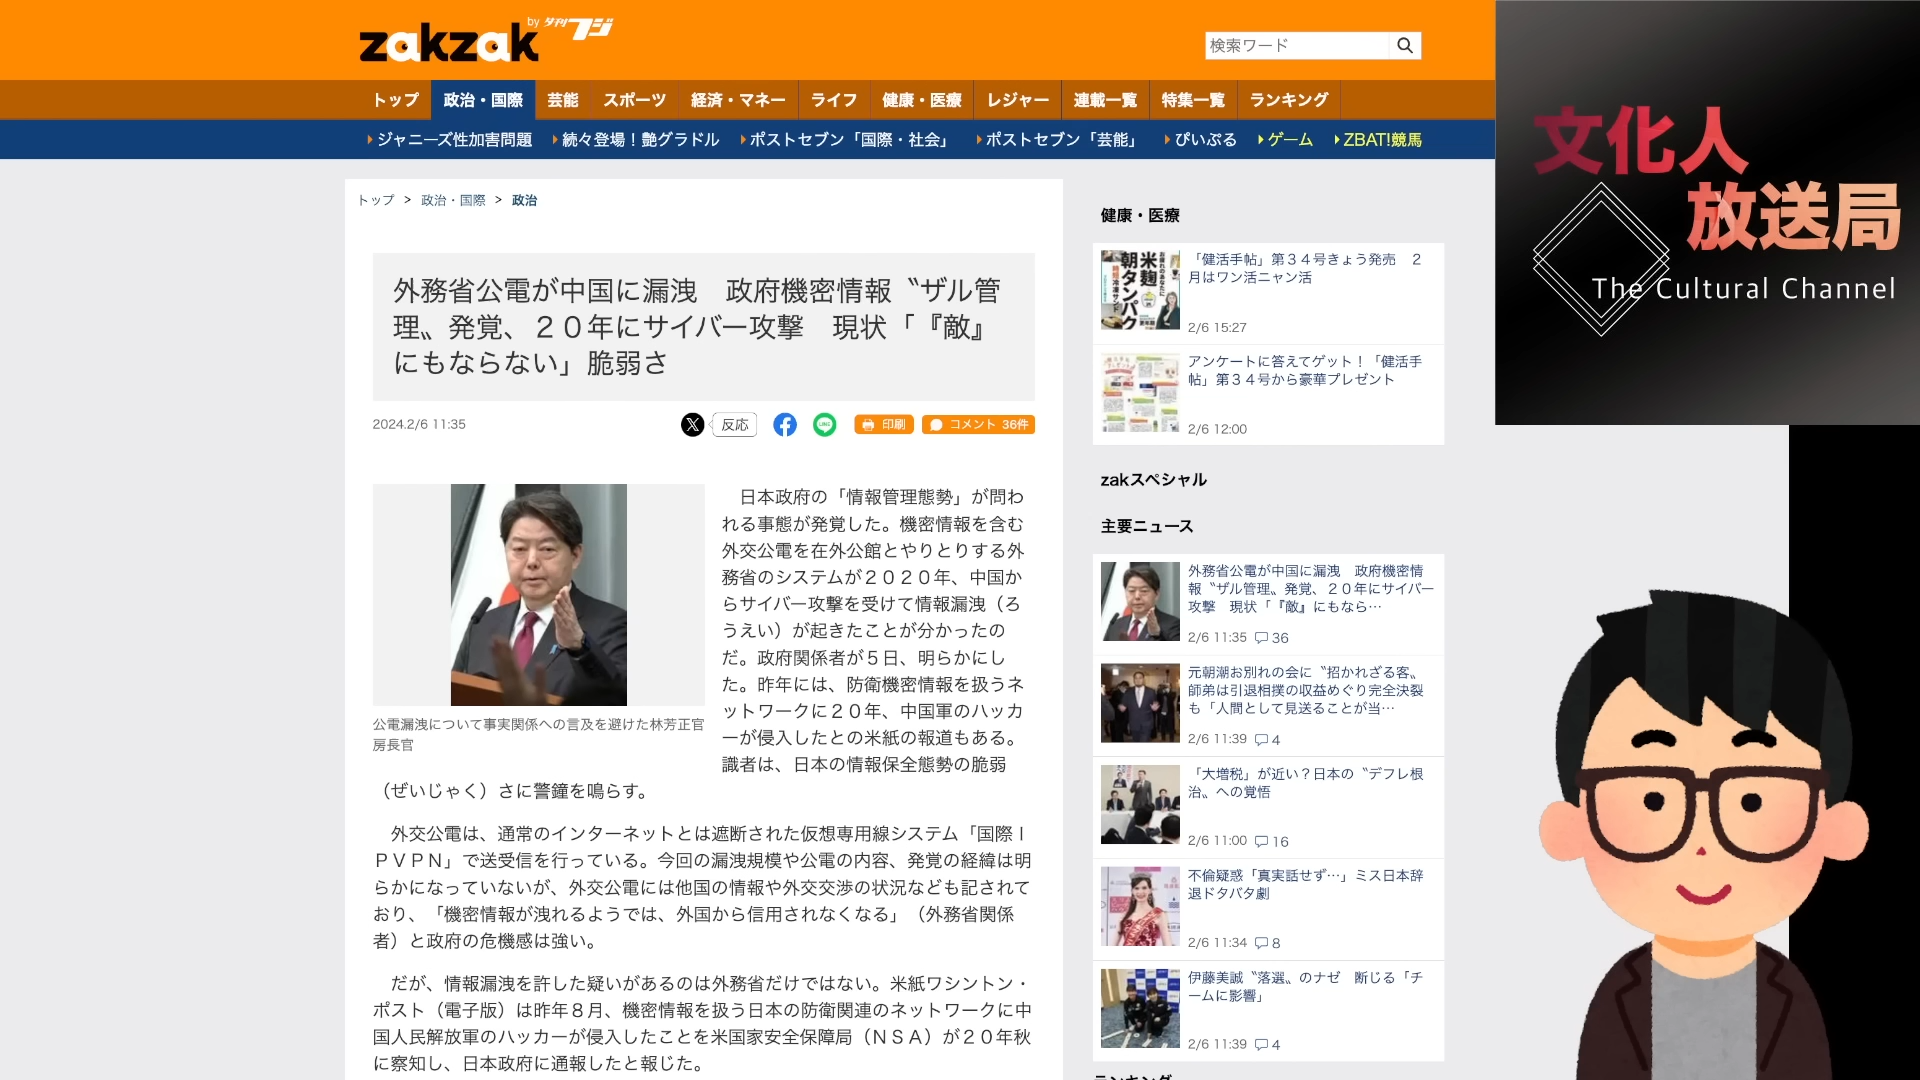 zakzak by 夕刊フジ
検索ワード
トップ 政治・国際 芸能 スポーツ 経済・マネー ライフ 健康・医療 レジャー 連載一覧 特集一覧 ランキング
ジャニーズ性加害問題 続々登場！艶グラドル ポストセブン「国際・社会」 ポストセブン「芸能」 ぴいぷる ゲーム ZBAT!競馬
トップ > 政治・国際 > 政治
外務省公電が中国に漏洩　政府機密情報〝ザル管
理〟発覚、２０年にサイバー攻撃　現状「『敵』
にもならない」脆弱さ
2024.2/6 11:35
反応
LINE
印刷
コメント 36件
公電漏洩について事実関係への言及を避けた林芳正官
房長官
日本政府の「情報管理態勢」が問わ
れる事態が発覚した。機密情報を含む
外交公電を在外公館とやりとりする外
務省のシステムが２０２０年、中国か
らサイバー攻撃を受けて情報漏洩（ろ
うえい）が起きたことが分かったの
だ。政府関係者が５日、明らかにし
た。昨年には、防衛機密情報を扱うネ
ットワークに２０年、中国軍のハッカ
ーが侵入したとの米紙の報道もある。
識者は、日本の情報保全態勢の脆弱
（ぜいじゃく）さに警鐘を鳴らす。
外交公電は、通常のインターネットとは遮断された仮想専用線システム「国際Ｉ
ＰＶＰＮ」で送受信を行っている。今回の漏洩規模や公電の内容、発覚の経緯は明
らかになっていないが、外交公電には他国の情報や外交交渉の状況なども記されて
おり、「機密情報が洩れるようでは、外国から信用されなくなる」（外務省関係
者）と政府の危機感は強い。
だが、情報漏洩を許した疑いがあるのは外務省だけではない。米紙ワシントン・
ポスト（電子版）は昨年８月、機密情報を扱う日本の防衛関連のネットワークに中
国人民解放軍のハッカーが侵入したことを米国家安全保障局（ＮＳＡ）が２０年秋
に察知し、日本政府に通報したと報じた。
健康・医療
米麹
朝タンパク
「健活手帖」第３４号きょう発売　２
月はワン活ニャン活
2/6 15:27
アンケートに答えてゲット！「健活手
帖」第３４号から豪華プレゼント
2/6 12:00
zakスペシャル
主要ニュース
外務省公電が中国に漏洩　政府機密情
報〝ザル管理〟発覚、２０年にサイバー
攻撃　現状「『敵』にもなら…
2/6 11:35 36
元朝潮お別れの会に〝招かれざる客〟
師弟は引退相撲の収益めぐり完全決裂
も「人間として見送ることが当…
2/6 11:39 4
「大増税」が近い？日本の〝デフレ根
治〟への覚悟
2/6 11:00 16
不倫疑惑「真実話せず…」ミス日本辞
退ドタバタ劇
2/6 11:34 8
伊藤美誠〝落選〟のナゼ　断じる「チ
ームに影響」
2/6 11:39 4
ランキング
文化人
放送局
The Cultural Channel